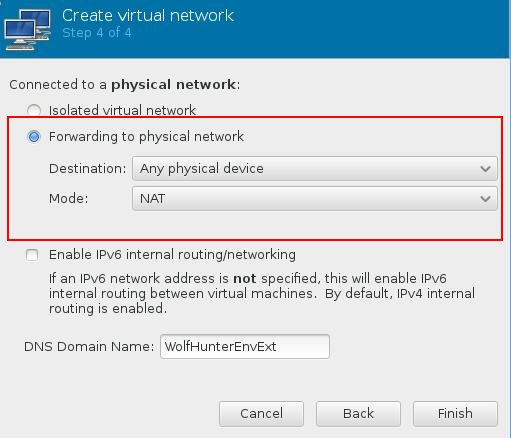 Create virtual network
Step 4 of 4
Connected to a physical network:
Isolated virtual network
Forwarding to physical network
Destination: Any physical device
Mode: NAT
Enable IPv6 internal routing/networking
If an IPv6 network address is not specified, this will enable IPv6
internal routing between virtual machines. By default, IPv4 internal
routing is enabled.
DNS Domain Name: WolfHunterEnvExt
Cancel Back Finish